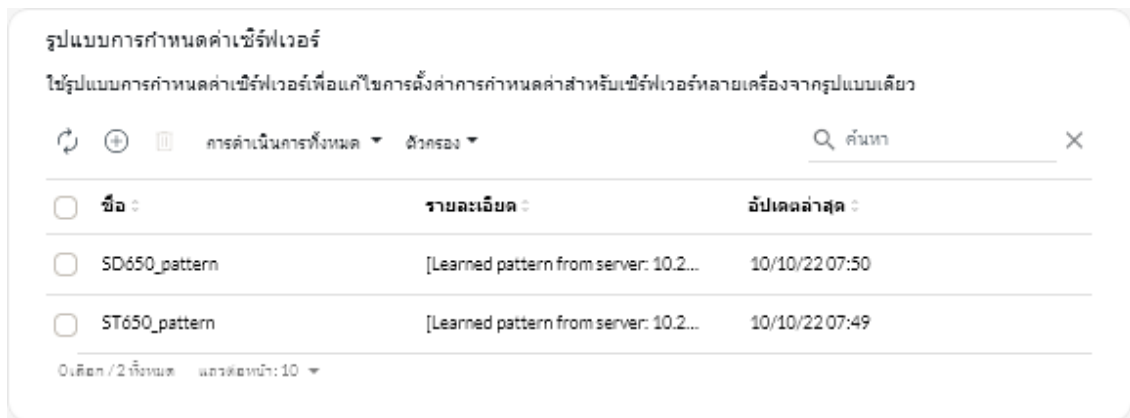 รูปแบบการกำหนดค่าเซิร์ฟเวอร์
ใช้รูปแบบการกำหนดค่าเซิร์ฟเวอร์เพื่อแก้ไขการตั้งค่าการกำหนดค่าสำหรับเซิร์ฟเวอร์หลายเครื่องจากรูปแบบเดียว
การดำเนินการทั้งหมด ตัวกรอง ค้นหา
ชื่อ รายละเอียด อัปเดตล่าสุด
SD650_pattern [Learned pattern from server: 10.2... 10/10/22 07:50
ST650_pattern [Learned pattern from server: 10.2... 10/10/22 07:49
0 เลือก / 2 ทั้งหมด แถวต่อหน้า: 10